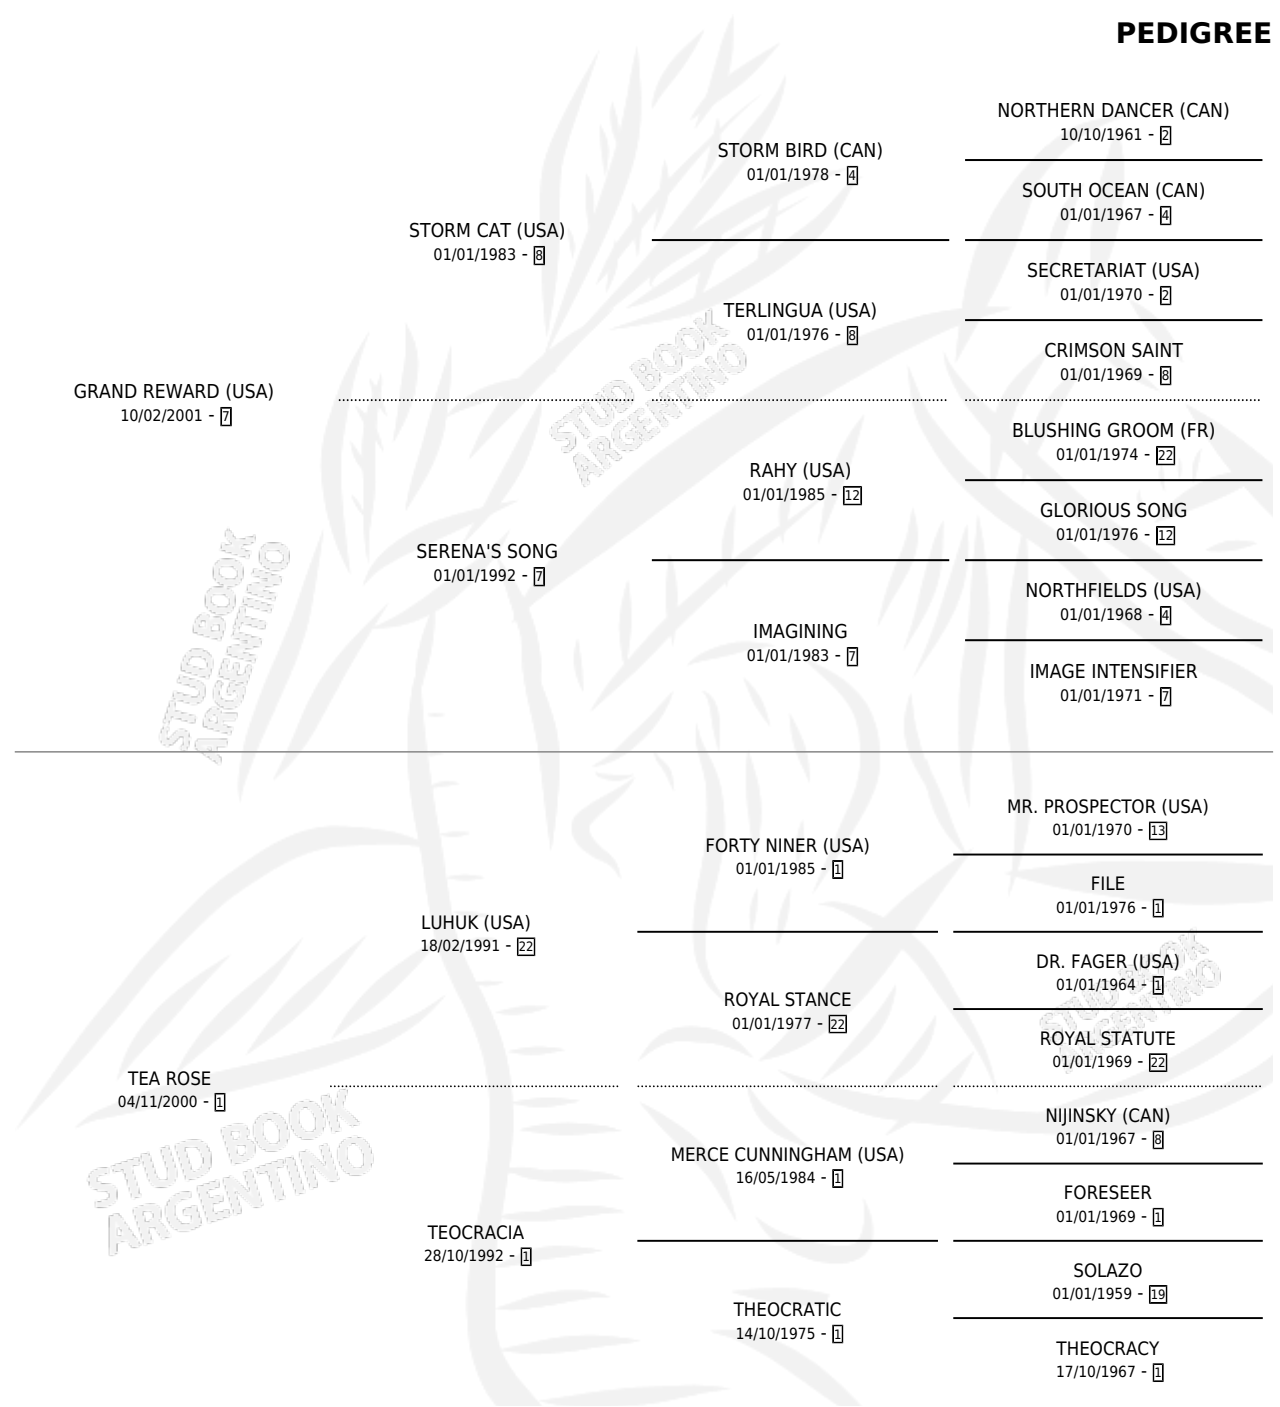 PEDIGREE
NORTHERN DANCER (CAN)
10/10/1961 - 2
STORM BIRD (CAN)
01/01/1978 - 4
SOUTH OCEAN (CAN)
01/01/1967 - 4
STORM CAT (USA)
01/01/1983 - 8
SECRETARIAT (USA)
01/01/1970 - 2
TERLINGUA (USA)
01/01/1976 - 8
CRIMSON SAINT
01/01/1969 - 8
GRAND REWARD (USA)
10/02/2001 - 7
BLUSHING GROOM (FR)
01/01/1974 - 22
RAHY (USA)
01/01/1985 - 12
GLORIOUS SONG
01/01/1976 - 12
SERENA'S SONG
01/01/1992 - 7
NORTHFIELDS (USA)
01/01/1968 - 4
IMAGINING
01/01/1983 - 7
IMAGE INTENSIFIER
01/01/1971 - 7
MR. PROSPECTOR (USA)
01/01/1970 - 13
FORTY NINER (USA)
01/01/1985 - 1
FILE
01/01/1976 - 1
LUHUK (USA)
18/02/1991 - 22
DR. FAGER (USA)
01/01/1964 - 1
ROYAL STANCE
01/01/1977 - 22
ROYAL STATUTE
01/01/1969 - 22
TEA ROSE
04/11/2000 - 1
NIJINSKY (CAN)
01/01/1967 - 8
MERCE CUNNINGHAM (USA)
16/05/1984 - 1
FORESEER
01/01/1969 - 1
TEOCRACIA
28/10/1992 - 1
SOLAZO
01/01/1959 - 19
THEOCRATIC
14/10/1975 - 1
THEOCRACY
17/10/1967 - 1
STUD BOOK
ARGENTINO
STUD BOOK
ARGENTINO
STUD BOOK
ARGENTINO
STUD BOOK
ARGENTINO